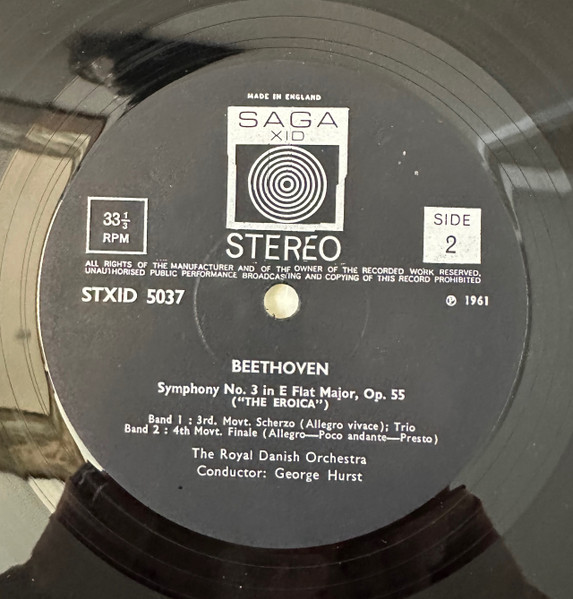 MADE IN ENGLAND
SAGA
XID
33⅓
RPM
SIDE
2
STEREO
ALL RIGHTS OF THE MANUFACTURER AND OF THE OWNER OF THE RECORDED WORK RESERVED,
UNAUTHORISED PUBLIC PERFORMANCE BROADCASTING AND COPYING OF THIS RECORD PROHIBITED
STXID 5037
℗ 1961
BEETHOVEN
Symphony No. 3 in E Flat Major, Op. 55
("THE EROICA")
Band 1 : 3rd. Movt. Scherzo (Allegro vivace); Trio
Band 2 : 4th Movt. Finale (Allegro—Poco andante—Presto)
The Royal Danish Orchestra
Conductor: George Hurst